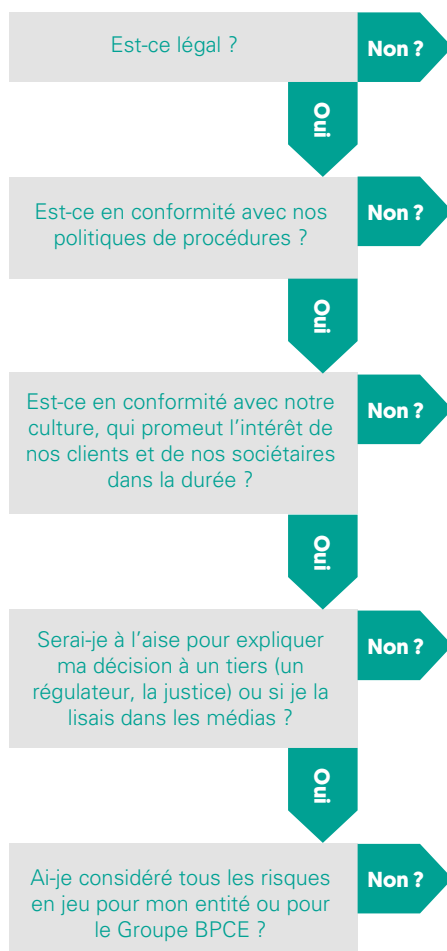 Est-ce légal ?
Non ?
Oui
Est-ce en conformité avec nos
politiques de procédures ?
Non ?
Oui
Est-ce en conformité avec notre
culture, qui promeut l’intérêt de
nos clients et de nos sociétaires
dans la durée ?
Non ?
Oui
Serai-je à l’aise pour expliquer
ma décision à un tiers (un
régulateur, la justice) ou si je la
lisais dans les médias ?
Non ?
Oui
Ai-je considéré tous les risques
en jeu pour mon entité ou pour
le Groupe BPCE ?
Non ?